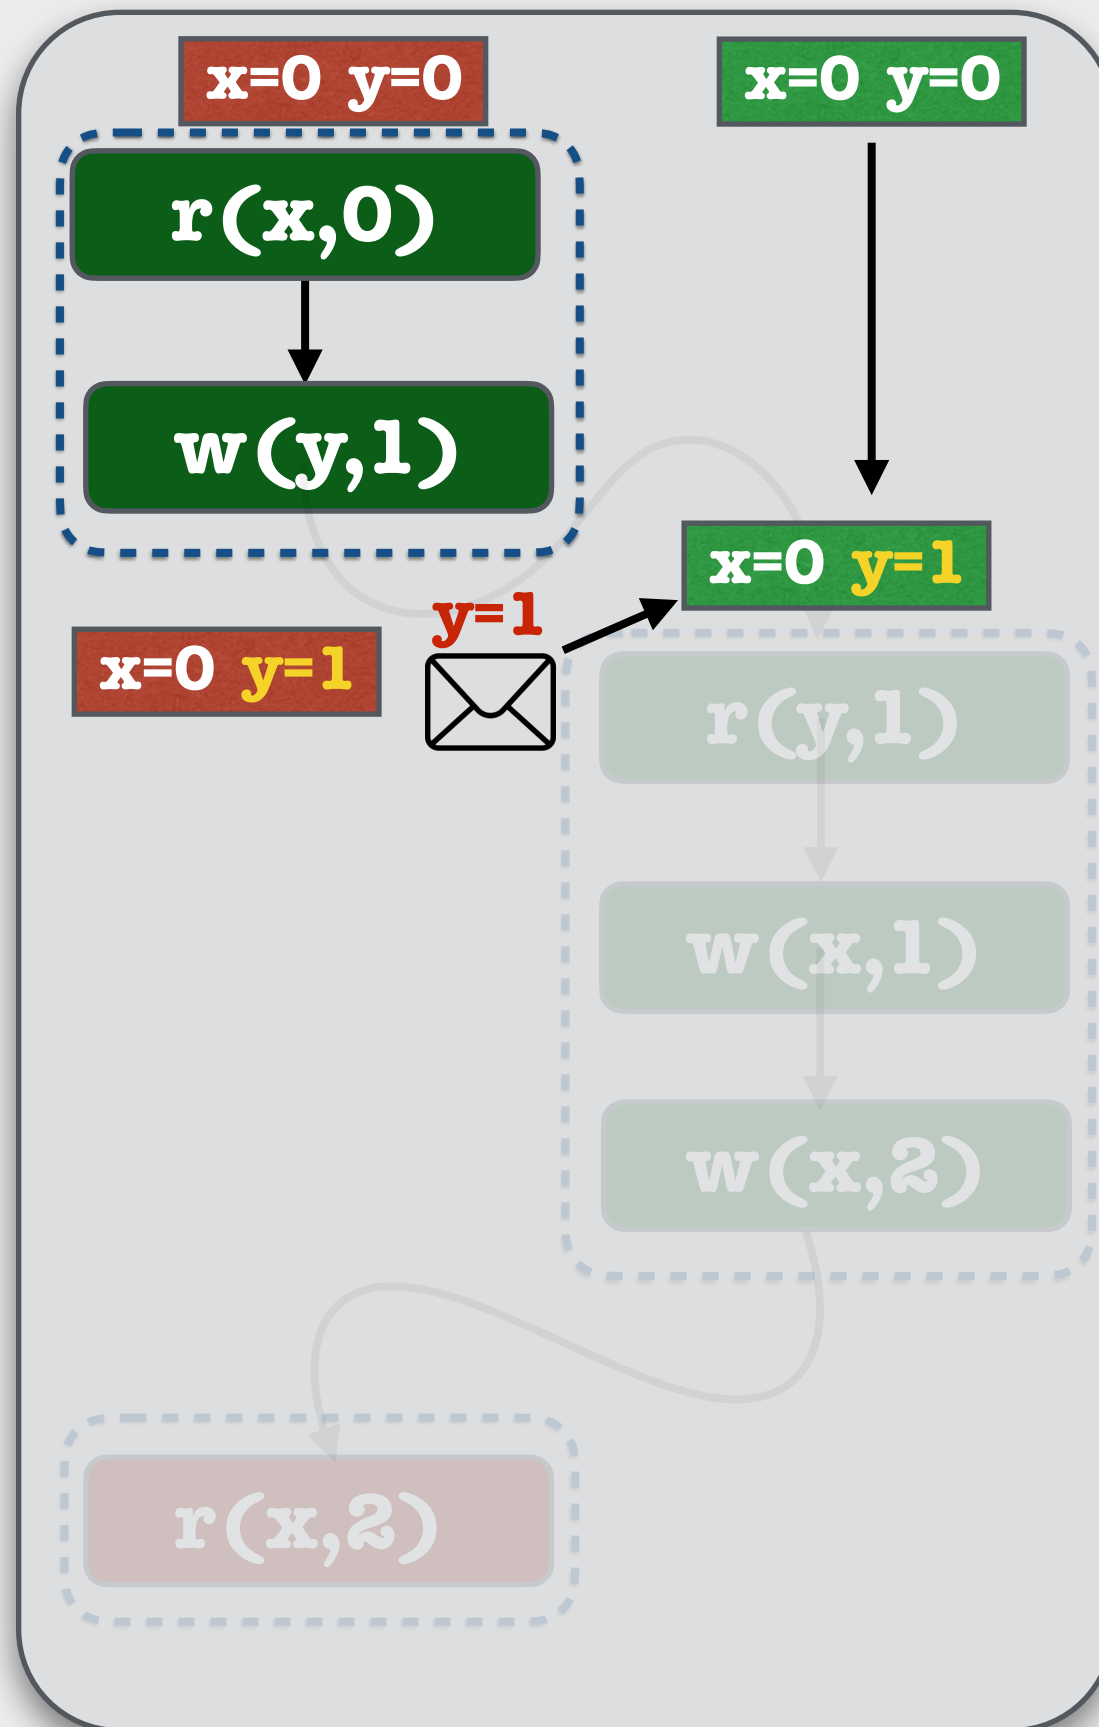 x=0 y=0
x=0 y=0
r(x,0)
w(y,1)
x=0 y=1
y=1
x=0 y=1
r(y,1)
w(x,1)
w(x,2)
r(x,2)